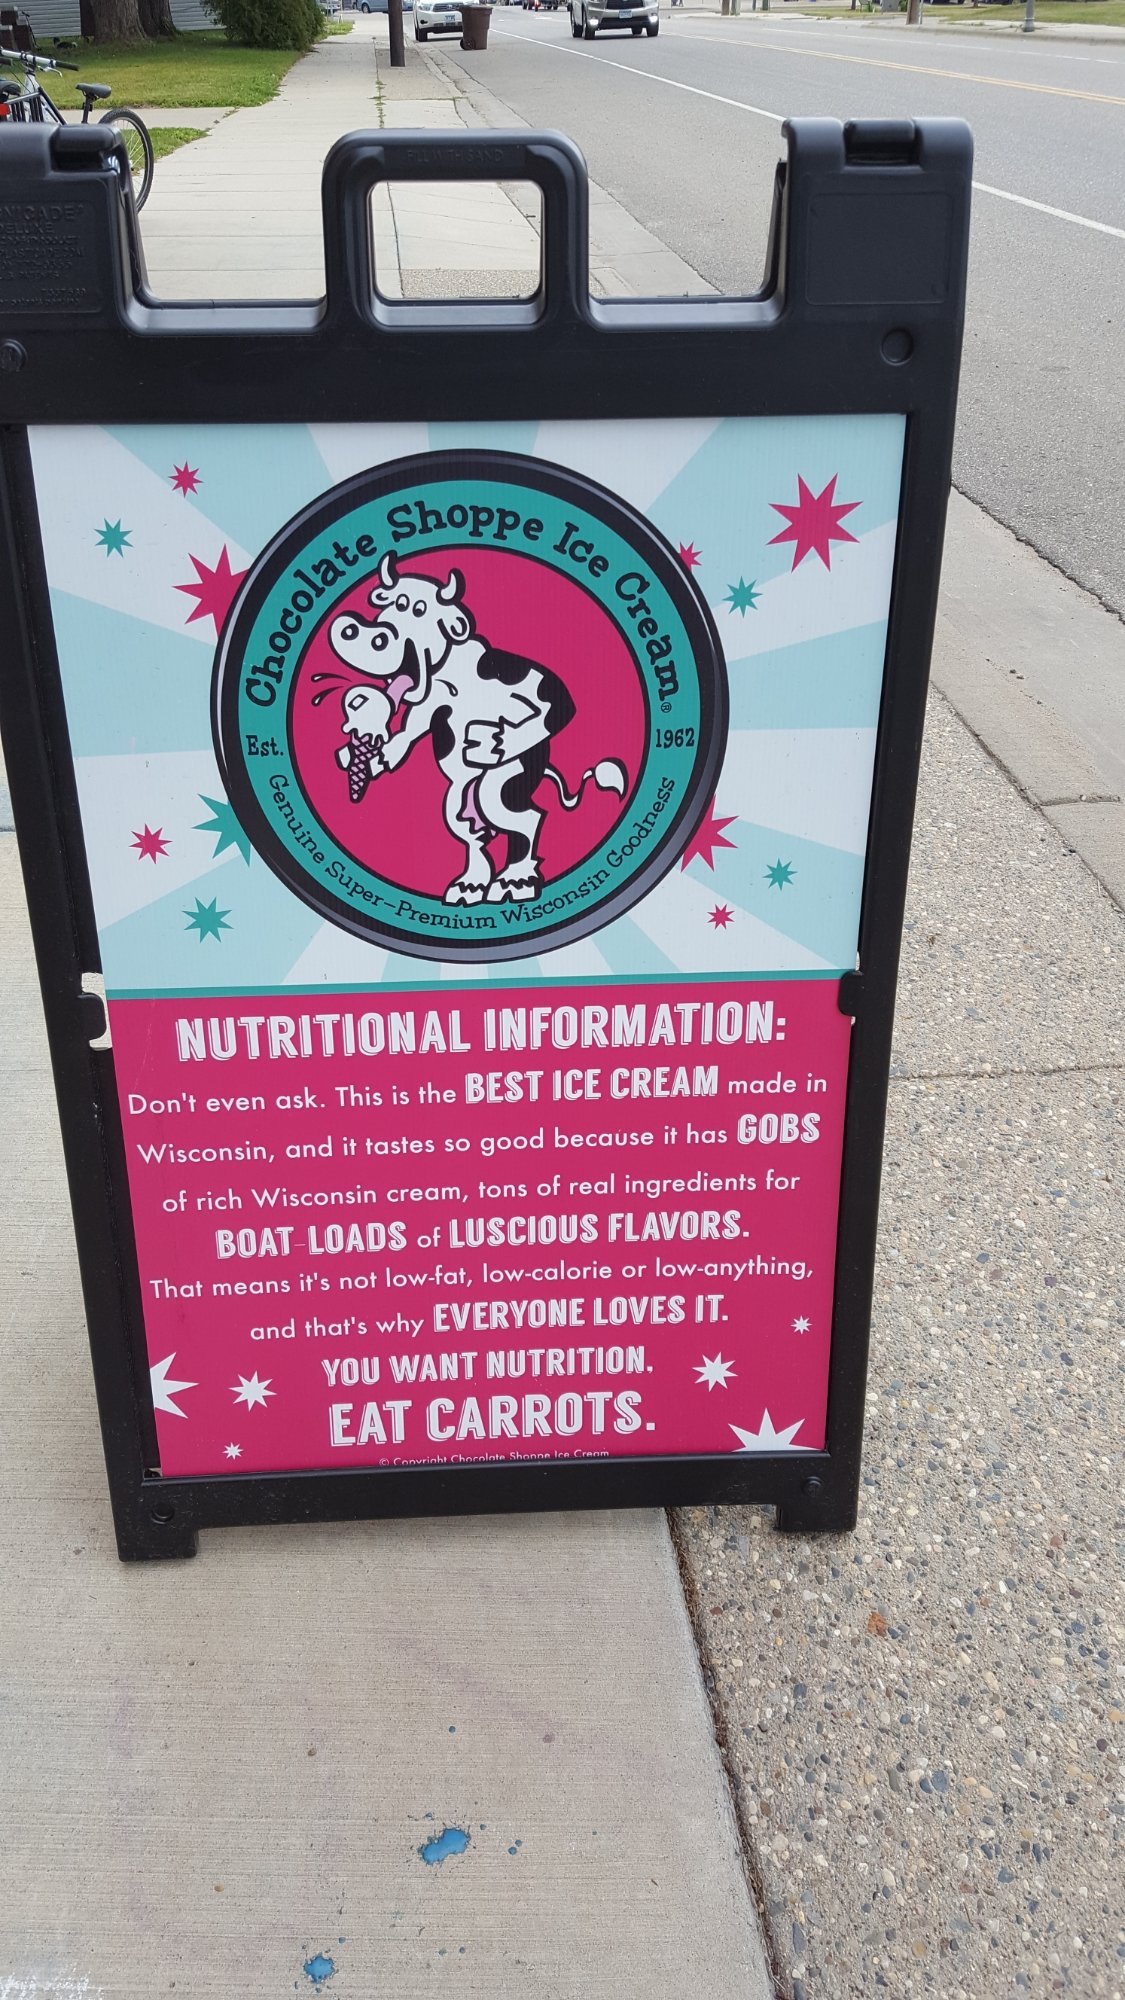 FILL WITH SAND
Chocolate Shoppe Ice Cream®
Est. 1962
Genuine Super-Premium Wisconsin Goodness
NUTRITIONAL INFORMATION:
Don't even ask. This is the BEST ICE CREAM made in
Wisconsin, and it tastes so good because it has GOBS
of rich Wisconsin cream, tons of real ingredients for
BOAT-LOADS of LUSCIOUS FLAVORS.
That means it's not low-fat, low-calorie or low-anything,
and that's why EVERYONE LOVES IT.
YOU WANT NUTRITION,
EAT CARROTS.
© Copyright Chocolate Shoppe Ice Cream